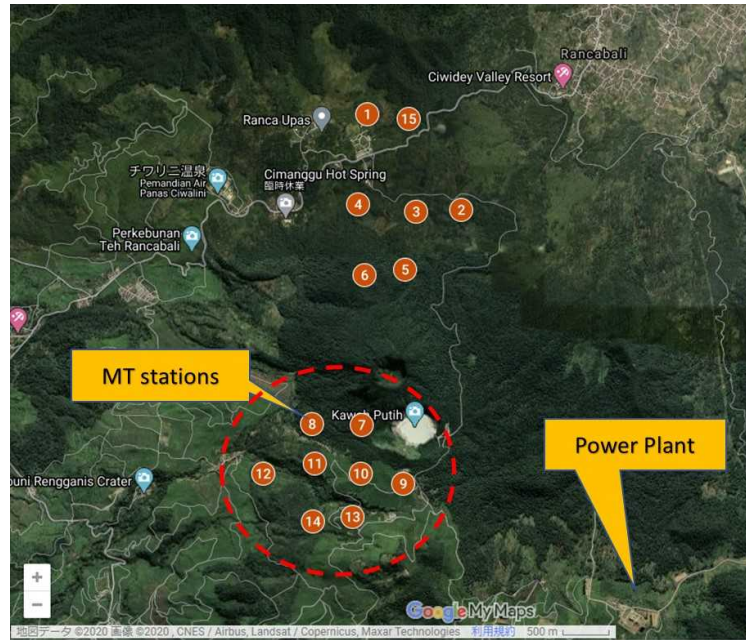 Rancabali
Ciwidey Valley Resort
Ranca Upas
1
15
チワリニ温泉
Pemandian Air
Panas Ciwalini
Cimanggu Hot Spring
臨時休業
4
3
2
Perkebunan
Teh Rancabali
6
5
MT stations
Kawah Putih
8
7
Power Plant
11
12
10
9
puni Rengganis Crater
14
13
+
−
Google My Maps
地図データ ©2020 画像 ©2020 , CNES / Airbus, Landsat / Copernicus, Maxar Technologies 利用規約 500 m